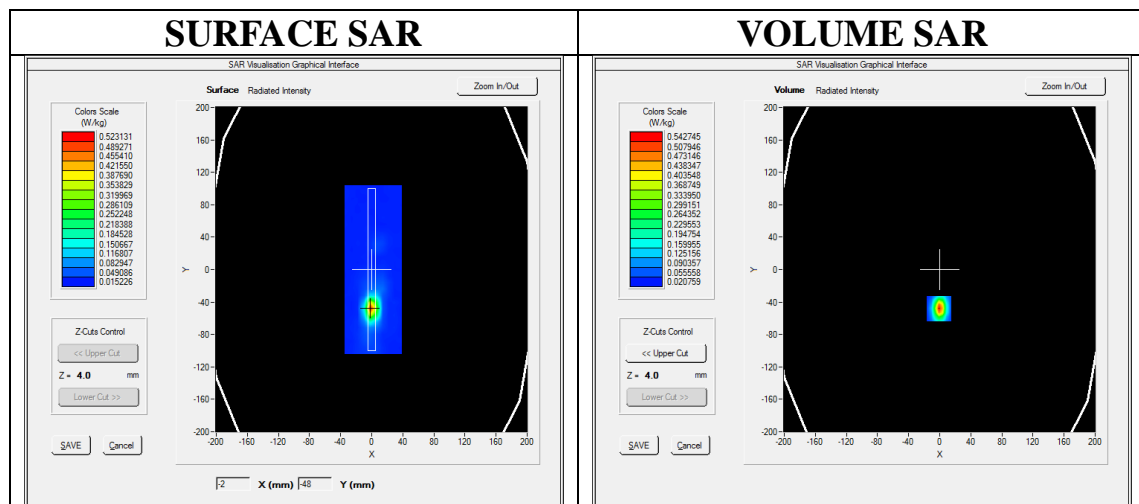 SURFACE SAR
VOLUME SAR
SAR Visualisation Graphical Interface
Surface Radiated Intensity
Zoom In/Out
Colors Scale
(W/kg)
0.523131
0.489271
0.455410
0.421550
0.387690
0.353829
0.319969
0.286109
0.252248
0.218388
0.184528
0.150667
0.116807
0.082947
0.049086
0.015226
200
160
120
80
40
0
-40
-80
-120
-160
-200
Y
-200 -160 -120 -80 -40 0 40 80 120 160 200
X
Z-Cuts Control
<< Upper Cut
Z = 4.0 mm
Lower Cut >>
SAVE Cancel
-2 X (mm) -48 Y (mm)
SAR Visualisation Graphical Interface
Volume Radiated Intensity
Zoom In/Out
Colors Scale
(W/kg)
0.542745
0.507946
0.473146
0.438347
0.403548
0.368749
0.333950
0.299151
0.264352
0.229553
0.194754
0.159955
0.125156
0.090357
0.055558
0.020759
200
160
120
80
40
0
-40
-80
-120
-160
-200
Y
-200 -160 -120 -80 -40 0 40 80 120 160 200
X
Z-Cuts Control
<< Upper Cut
Z = 4.0 mm
Lower Cut >>
SAVE Cancel